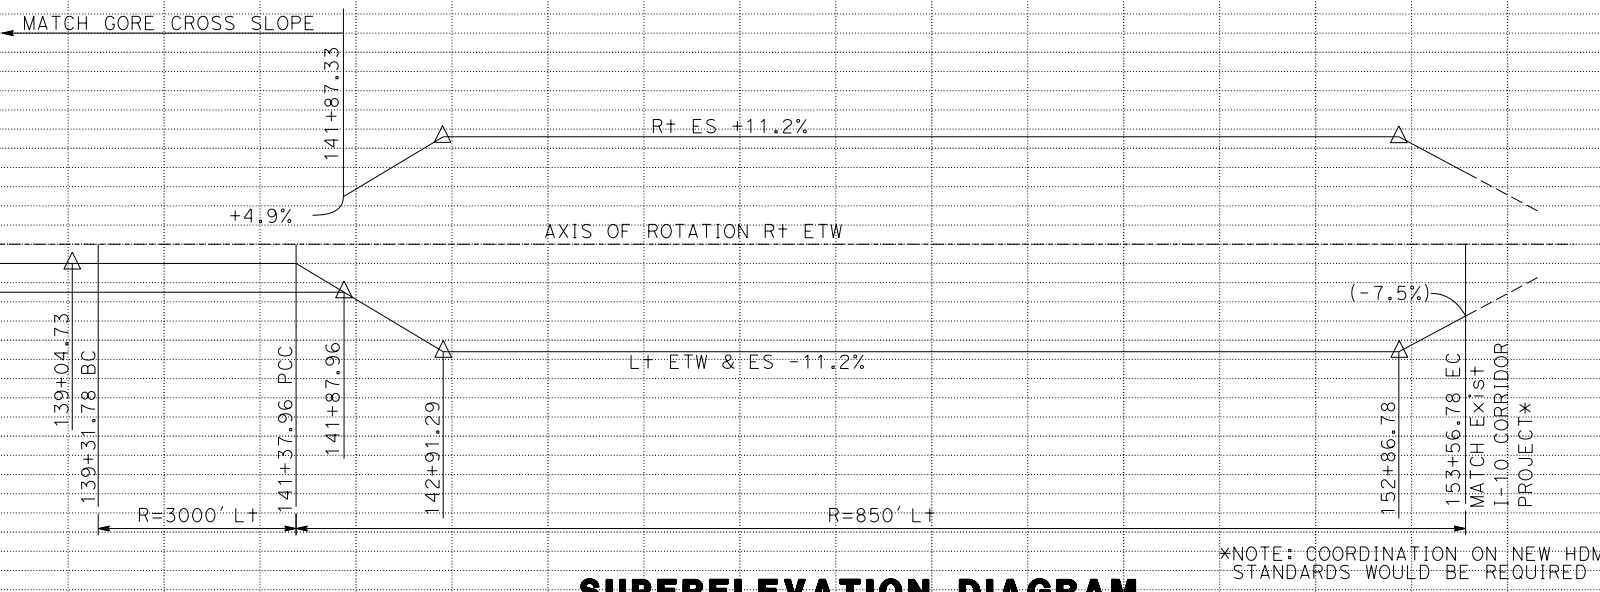 MATCH GORE CROSS SLOPE
141+87.33
Rt ES +11.2%
+4.9%
AXIS OF ROTATION Rt ETW
(-7.5%)
139+04.73
139+31.78 BC
141+37.96 PCC
141+87.96
142+91.29
Lt ETW & ES -11.2%
152+86.78
153+56.78 EC
MATCH Exist
I-10 CORRIDOR
PROJECT*
R=3000' Lt
R=850' Lt
*NOTE: COORDINATION ON NEW HDM
STANDARDS WOULD BE REQUIRED
SUPERELEVATION DIAGRAM